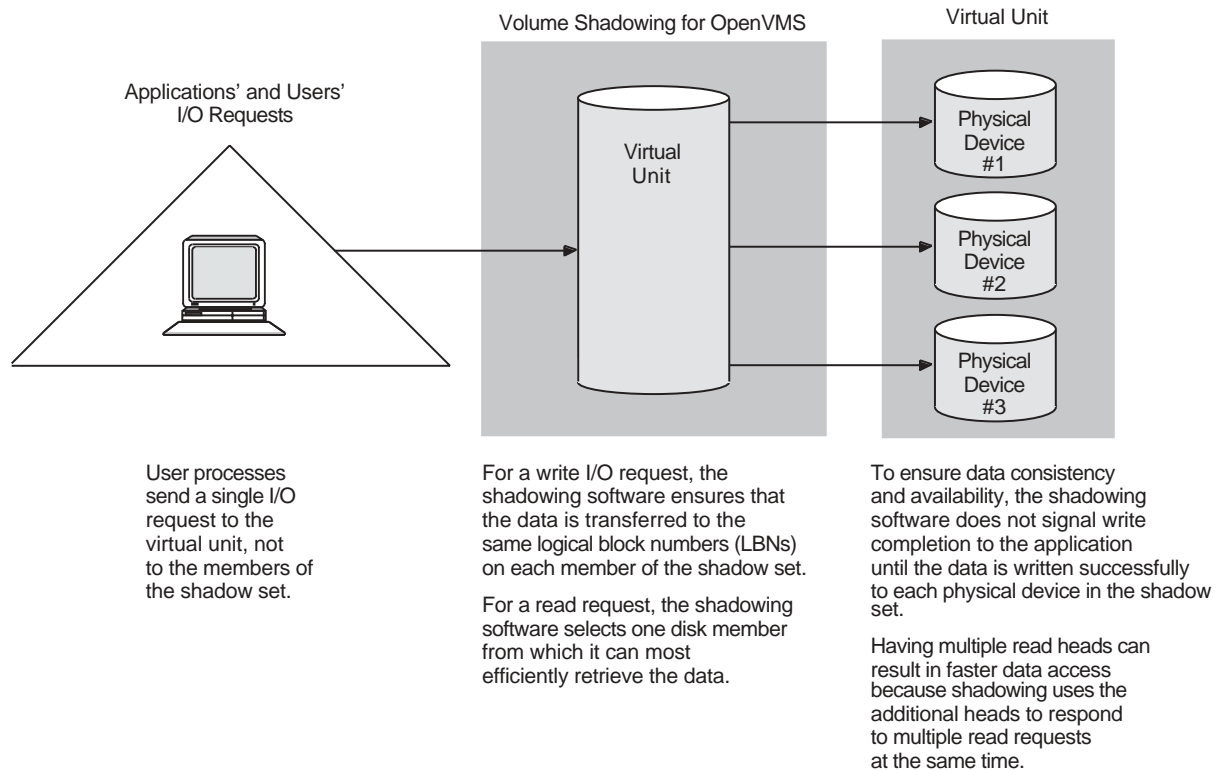 Volume Shadowing for OpenVMS
Virtual Unit
Applications' and Users'
I/O Requests
Virtual
Unit
Physical
Device
#1
Physical
Device
#2
Physical
Device
#3
User processes
send a single I/O
request to the
virtual unit, not
to the members of
the shadow set.
For a write I/O request, the
shadowing software ensures that
the data is transferred to the
same logical block numbers (LBNs)
on each member of the shadow set.
For a read request, the shadowing
software selects one disk member
from which it can most
efficiently retrieve the data.
To ensure data consistency
and availability, the shadowing
software does not signal write
completion to the application
until the data is written successfully
to each physical device in the shadow
set.
Having multiple read heads can
result in faster data access
because shadowing uses the
additional heads to respond
to multiple read requests
at the same time.